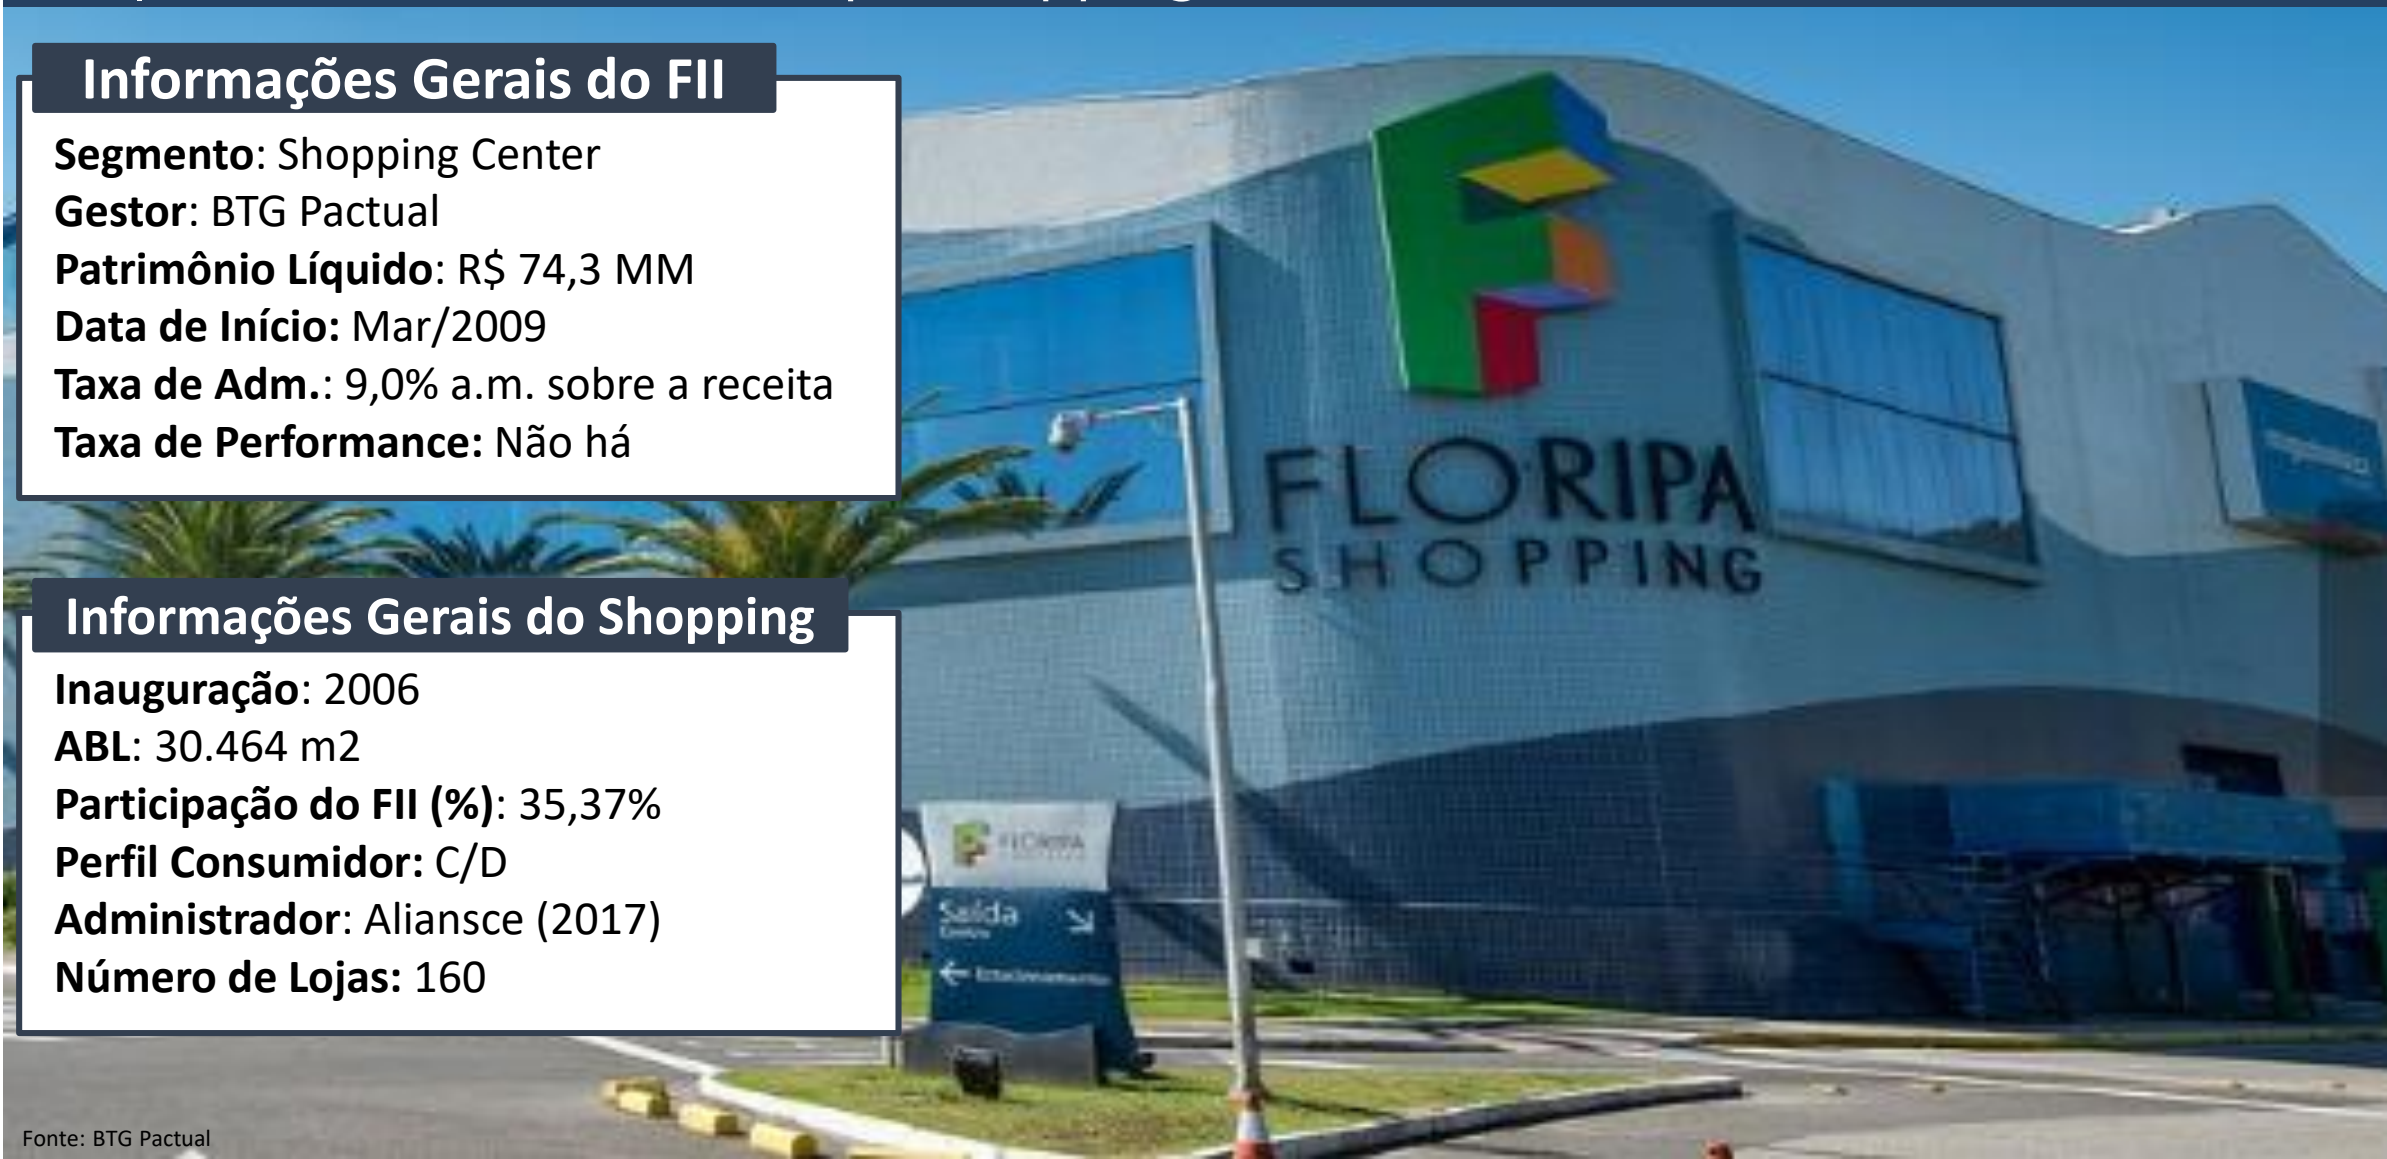 Informações Gerais do FII
Segmento: Shopping Center
Gestor: BTG Pactual
Patrimônio Líquido: R$ 74,3 MM
Data de Início: Mar/2009
Taxa de Adm.: 9,0% a.m. sobre a receita
Taxa de Performance: Não há
FLORIPA
SHOPPING
Informações Gerais do Shopping
Inauguração: 2006
ABL: 30.464 m2
Participação do FII (%): 35,37%
Perfil Consumidor: C/D
Administrador: Aliansce (2017)
Número de Lojas: 160
FLORIPA
Saída
Estacionamento
Fonte: BTG Pactual